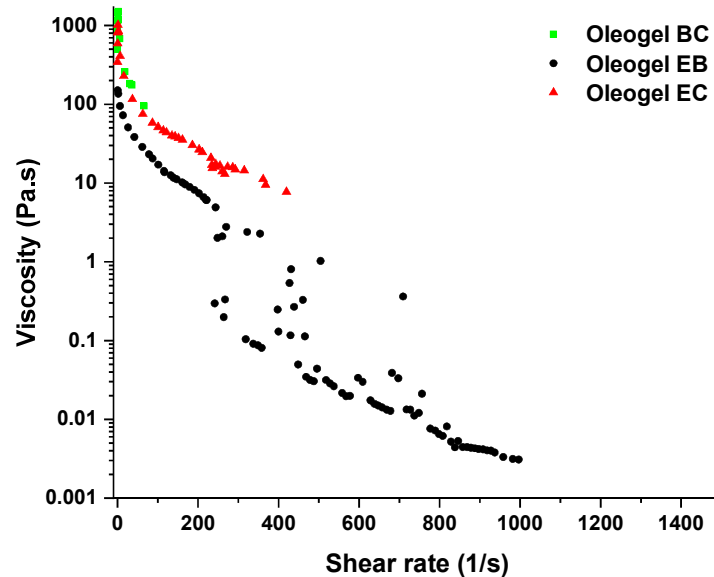 Oleogel BC
Oleogel EB
Oleogel EC
Viscosity (Pa.s)
1000
100
10
1
0.1
0.01
0.001
0 200 400 600 800 1000 1200 1400
Shear rate (1/s)